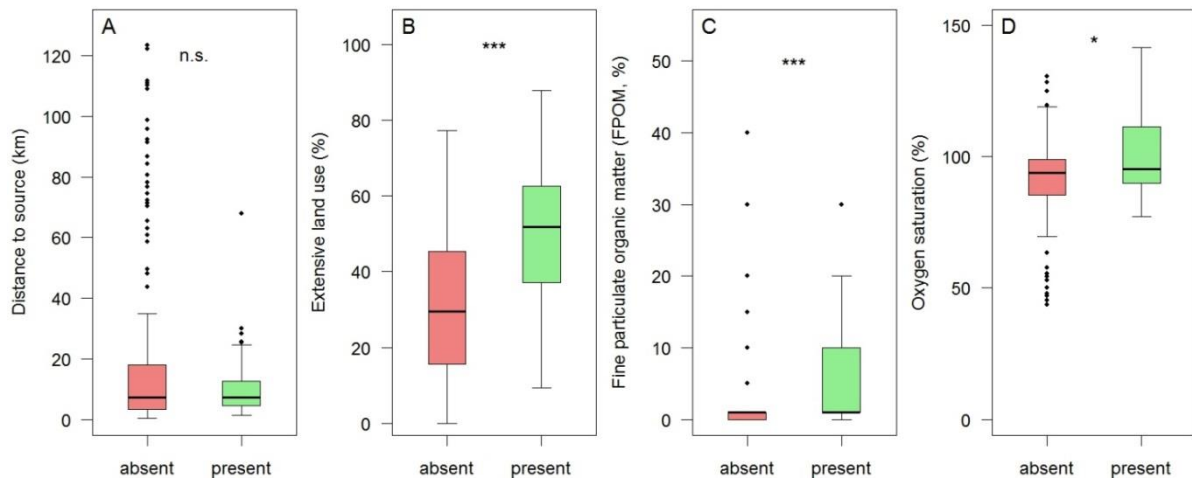 A
n.s.
Distance to source (km)
120
100
80
60
40
20
0
absent
present
B
***
Extensive land use (%)
100
80
60
40
20
0
absent
present
C
***
Fine particulate organic matter (FPOM, %)
50
40
30
20
10
0
absent
present
D
*
Oxygen saturation (%)
150
100
50
0
absent
present